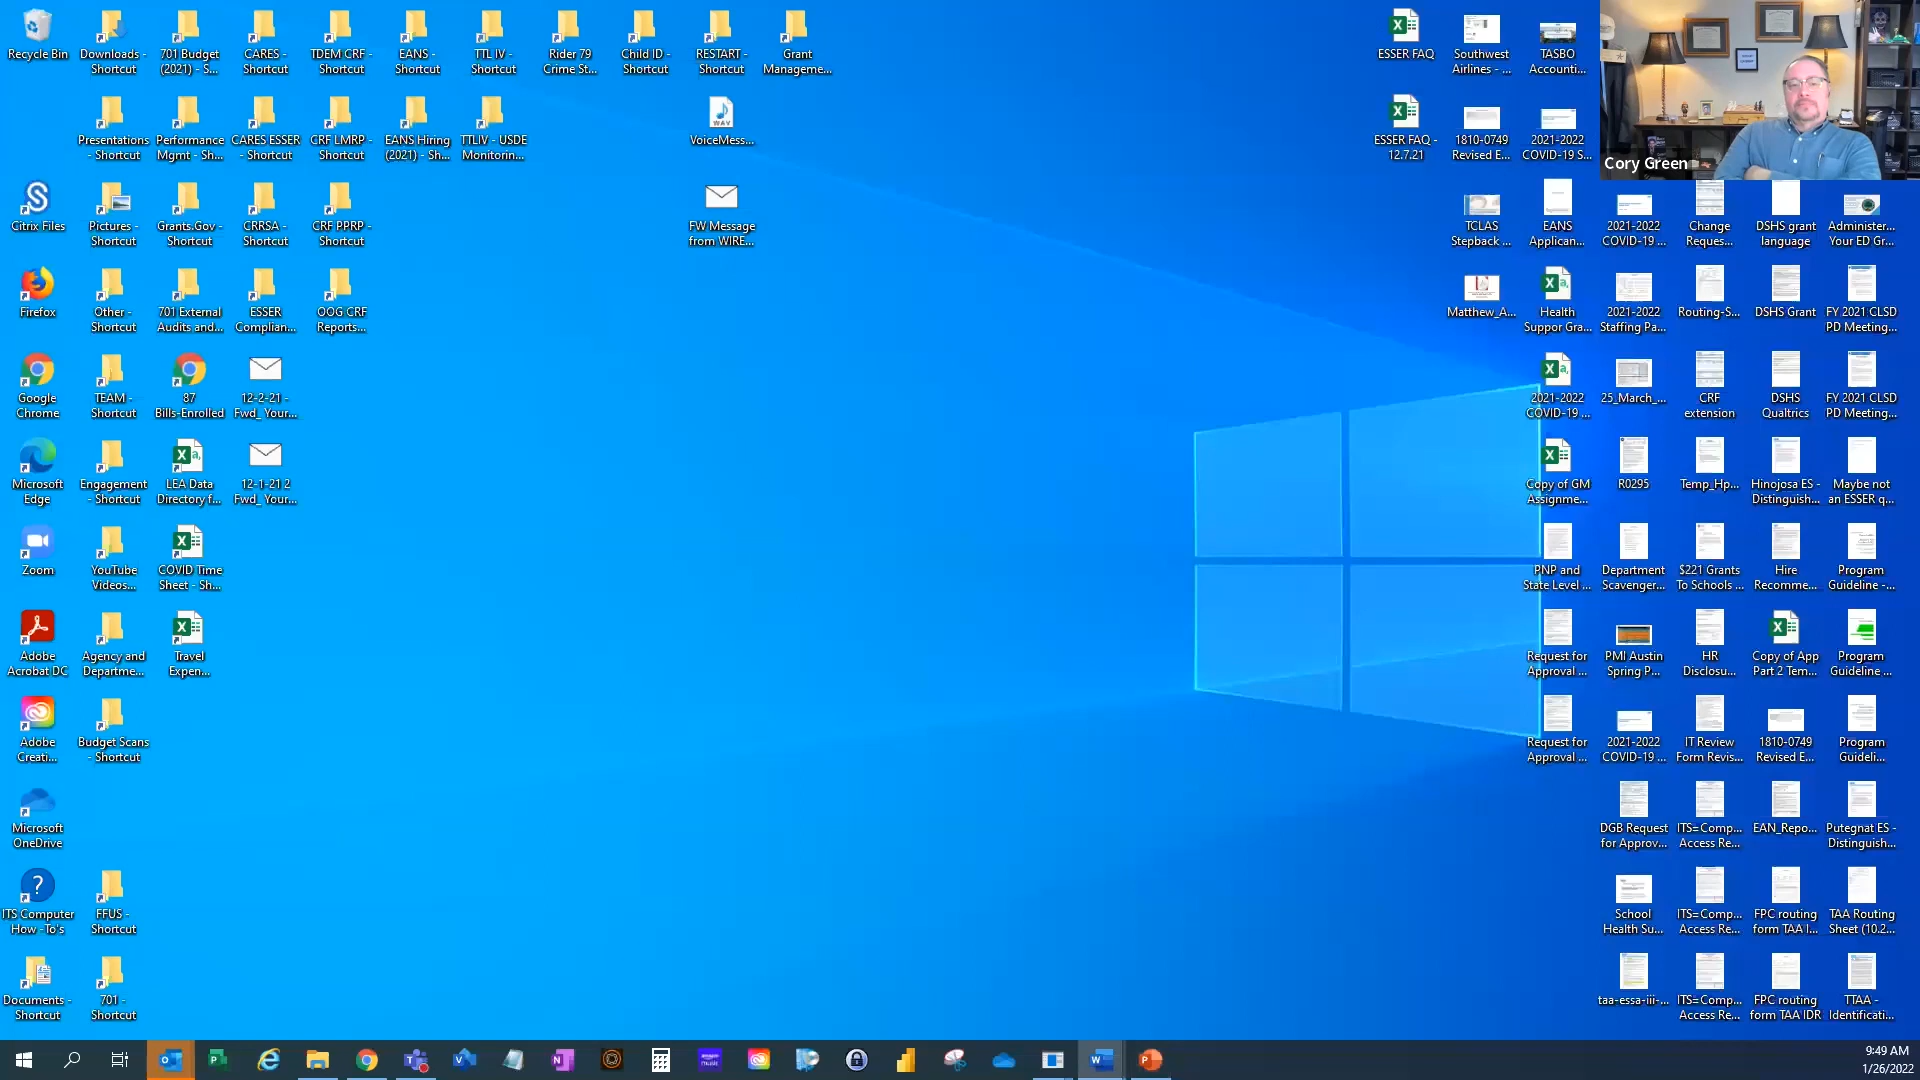 Recycle Bin
Downloads -
Shortcut
701 Budget
(2021) - S...
CARES -
Shortcut
TDEM CRF -
Shortcut
EANS -
Shortcut
TTL IV -
Shortcut
Rider 79
Crime St...
Child ID -
Shortcut
RESTART -
Shortcut
Grant
Manageme...
ESSER FAQ
Southwest
Airlines - ...
TASBO
Accounti...
Presentations
- Shortcut
Performance
Mgmt - Sh...
CARES ESSER
- Shortcut
CRF LMRP -
Shortcut
EANS Hiring
(2021) - Sh...
TTLIV - USDE
Monitorin...
VoiceMess...
ESSER FAQ -
12.7.21
1810-0749
Revised E...
2021-2022
COVID-19 S...
Cory Green
Citrix Files
Pictures -
Shortcut
Grants.Gov -
Shortcut
CRRSA -
Shortcut
CRF PPRP -
Shortcut
FW Message
from WIRE...
TCLAS
Stepback ...
EANS
Applican...
2021-2022
COVID-19 ...
Change
Reques...
DSHS grant
language
Administer...
Your ED Gr...
Firefox
Other -
Shortcut
701 External
Audits and...
ESSER
Complian...
OOG CRF
Reports...
Matthew_A...
Health
Suppor Gra...
2021-2022
Staffing Pa...
Routing-S...
DSHS Grant
FY 2021 CLSD
PD Meeting...
Google
Chrome
TEAM -
Shortcut
87
Bills-Enrolled
12-2-21 -
Fwd_ Your...
2021-2022
COVID-19 ...
25_March_...
CRF
extension
DSHS
Qualtrics
FY 2021 CLSD
PD Meeting...
Microsoft
Edge
Engagement
- Shortcut
LEA Data
Directory f...
12-1-21 2
Fwd_ Your...
Copy of GM
Assignme...
R0295
Temp_Hp...
Hinojosa ES -
Distinguish...
Maybe not
an ESSER q...
Zoom
YouTube
Videos...
COVID Time
Sheet - Sh...
PNP and
State Level ...
Department
Scavenger...
$221 Grants
To Schools ...
Hire
Recomme...
Program
Guideline -...
Adobe
Acrobat DC
Agency and
Departme...
Travel
Expen...
Request for
Approval ...
PMI Austin
Spring P...
HR
Disclosu...
Copy of App
Part 2 Tem...
Program
Guideline ...
Adobe
Creati...
Budget Scans
- Shortcut
Request for
Approval ...
2021-2022
COVID-19 ...
IT Review
Form Revis...
1810-0749
Revised E...
Program
Guideli...
Microsoft
OneDrive
DGB Request
for Approv...
ITS=Comp...
Access Re...
EAN_Repo...
Putegnat ES -
Distinguish...
ITS Computer
How -To's
FFUS -
Shortcut
School
Health Su...
ITS=Comp...
Access Re...
FPC routing
form TAA I...
TAA Routing
Sheet (10.2...
Documents -
Shortcut
701 -
Shortcut
taa-essa-iii-...
ITS=Comp...
Access Re...
FPC routing
form TAA IDR
TTAA -
Identificati...
9:49 AM
1/26/2022